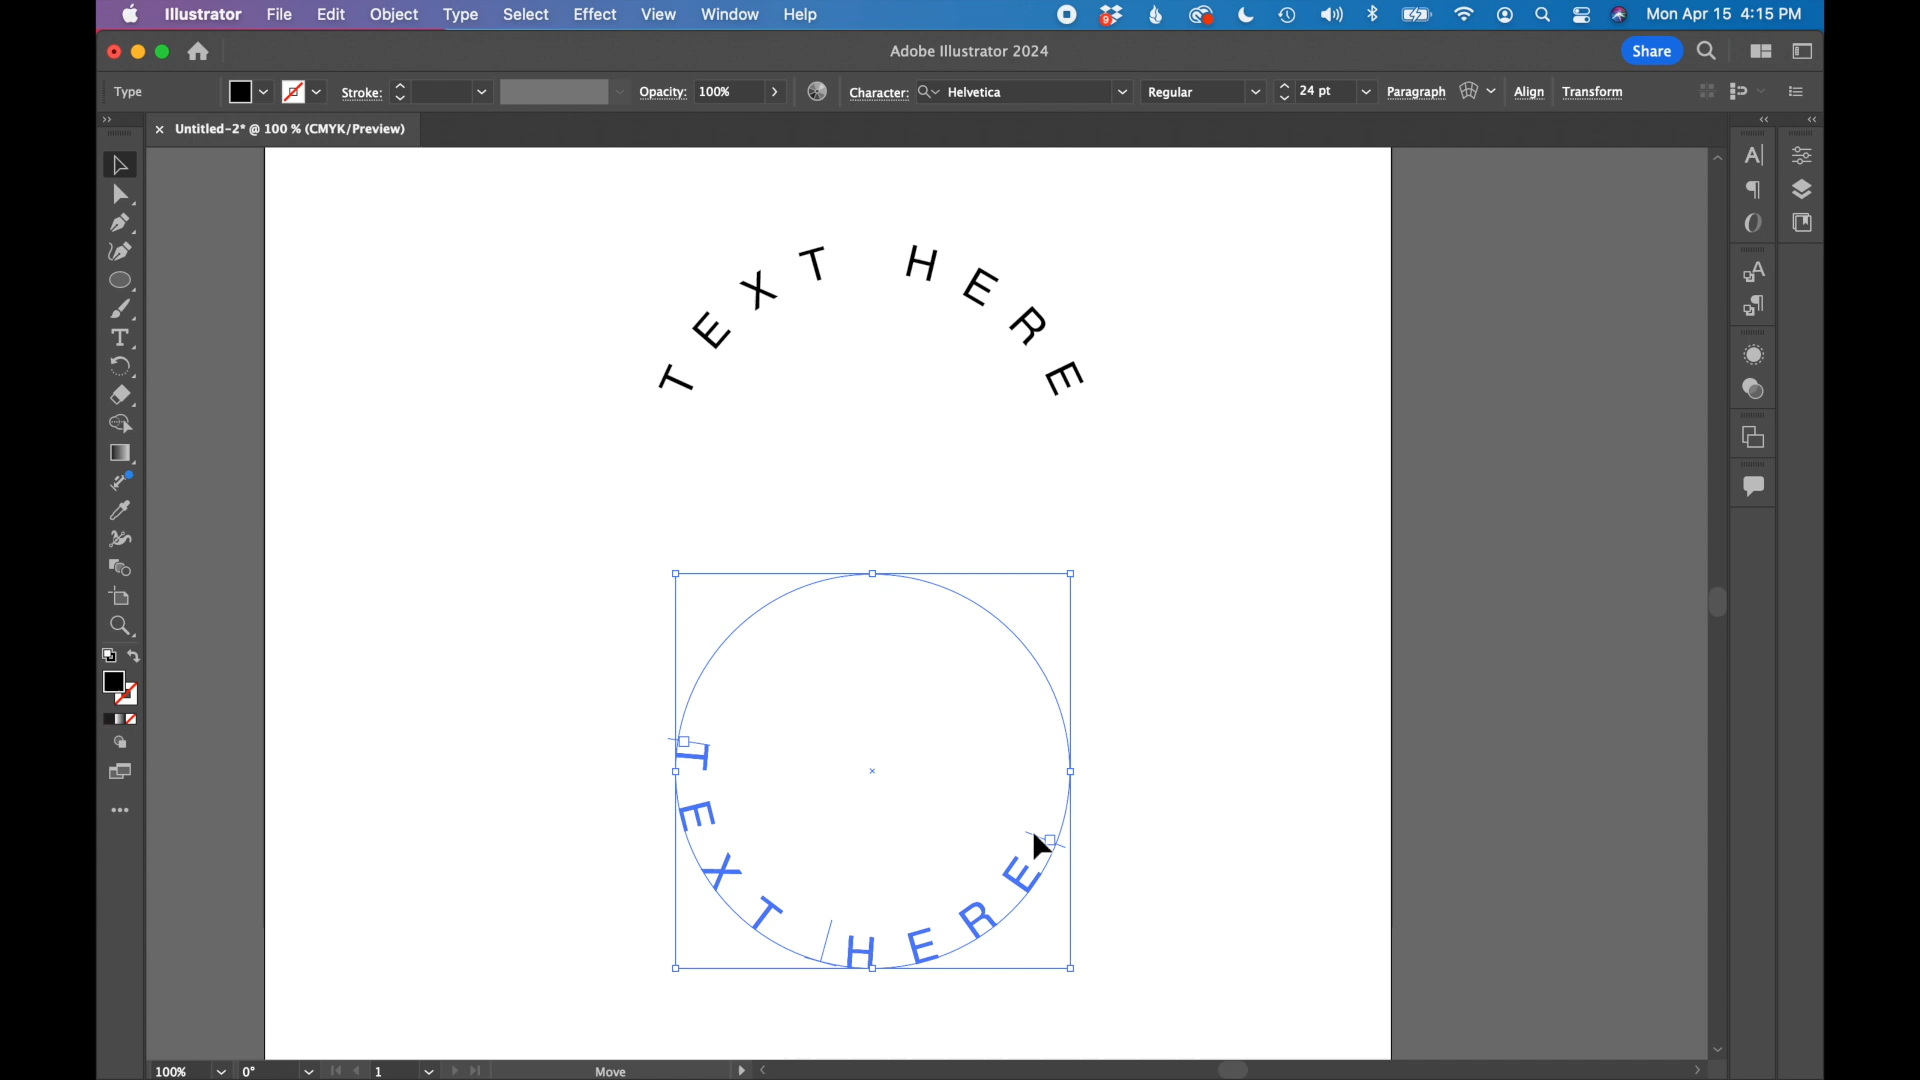 Illustrator File Edit Object Type Select Effect View Window Help
9
Mon Apr 15 4:15 PM
Adobe Illustrator 2024
Share
Type
Stroke:
Opacity: 100%
Character: Helvetica
Regular
24 pt
Paragraph
Align
Transform
× Untitled-2* @ 100 % (CMYK/Preview)
TEXT HERE
TEXT HERE
100%
0°
1
Move